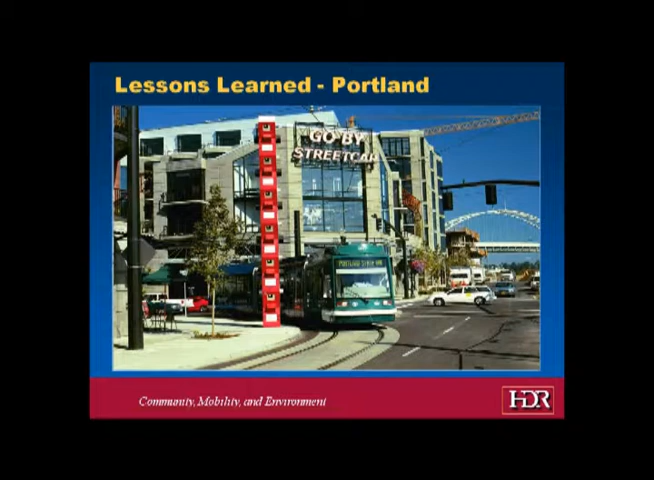 Lessons Learned - Portland
GO BY
STREETCAR
Community, Mobility, and Environment
HDR